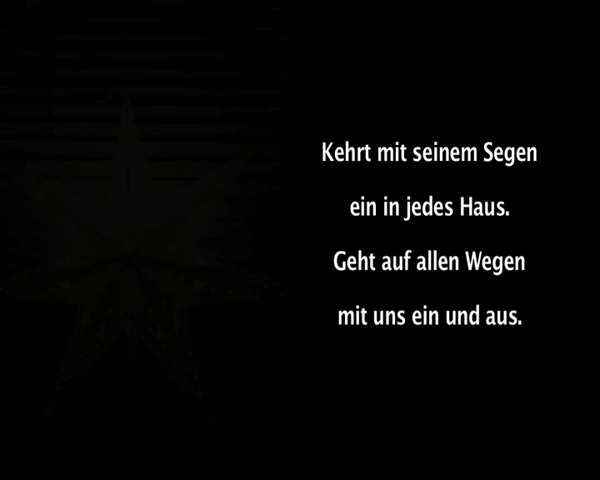 Kehrt mit seinem Segen
ein in jedes Haus.
Geht auf allen Wegen
mit uns ein und aus.